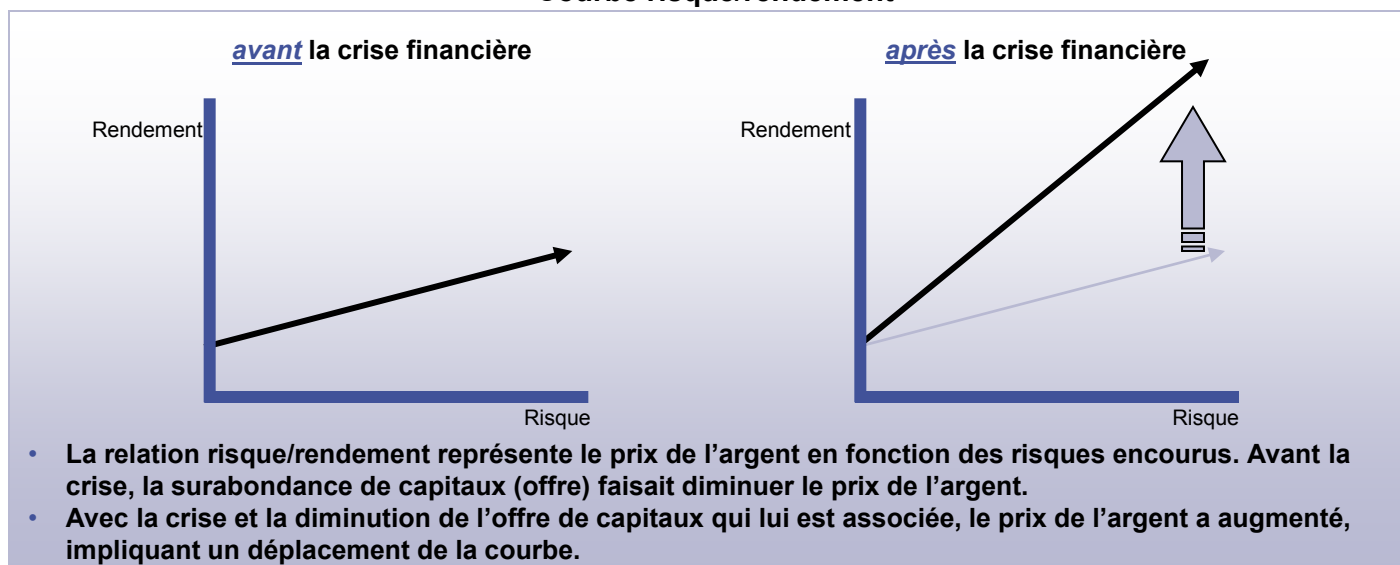 Courbe risque/rendement
avant la crise financière
après la crise financière
Rendement
Rendement
Risque
Risque
• La relation risque/rendement représente le prix de l’argent en fonction des risques encourus. Avant la
crise, la surabondance de capitaux (offre) faisait diminuer le prix de l’argent.
• Avec la crise et la diminution de l’offre de capitaux qui lui est associée, le prix de l’argent a augmenté,
impliquant un déplacement de la courbe.